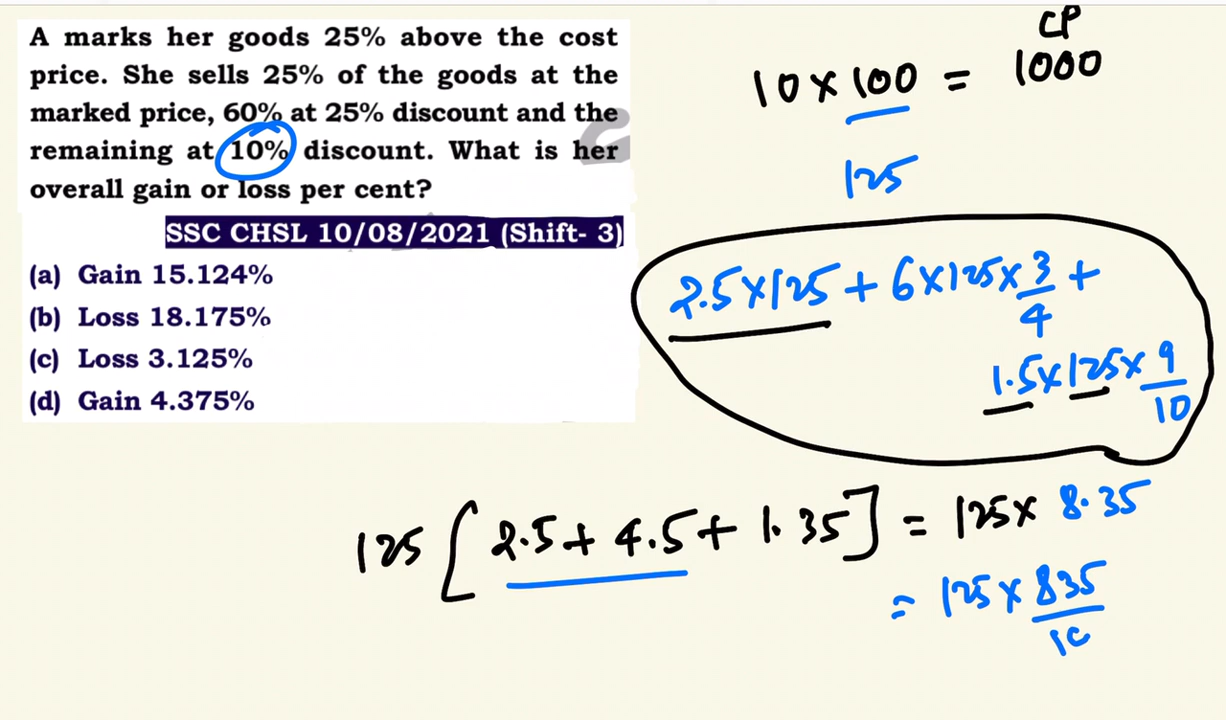 A marks her goods 25% above the cost
price. She sells 25% of the goods at the
marked price, 60% at 25% discount and the
remaining at 10% discount. What is her
overall gain or loss per cent?
SSC CHSL 10/08/2021 (Shift- 3)
(a) Gain 15.124%
(b) Loss 18.175%
(c) Loss 3.125%
(d) Gain 4.375%
CP
10 × 100 = 1000
125
2.5×125 + 6×125×3/4 +
1.5×125×9/10
125 [2.5 + 4.5 + 1.35] = 125× 8.35
= 125 × 835/10